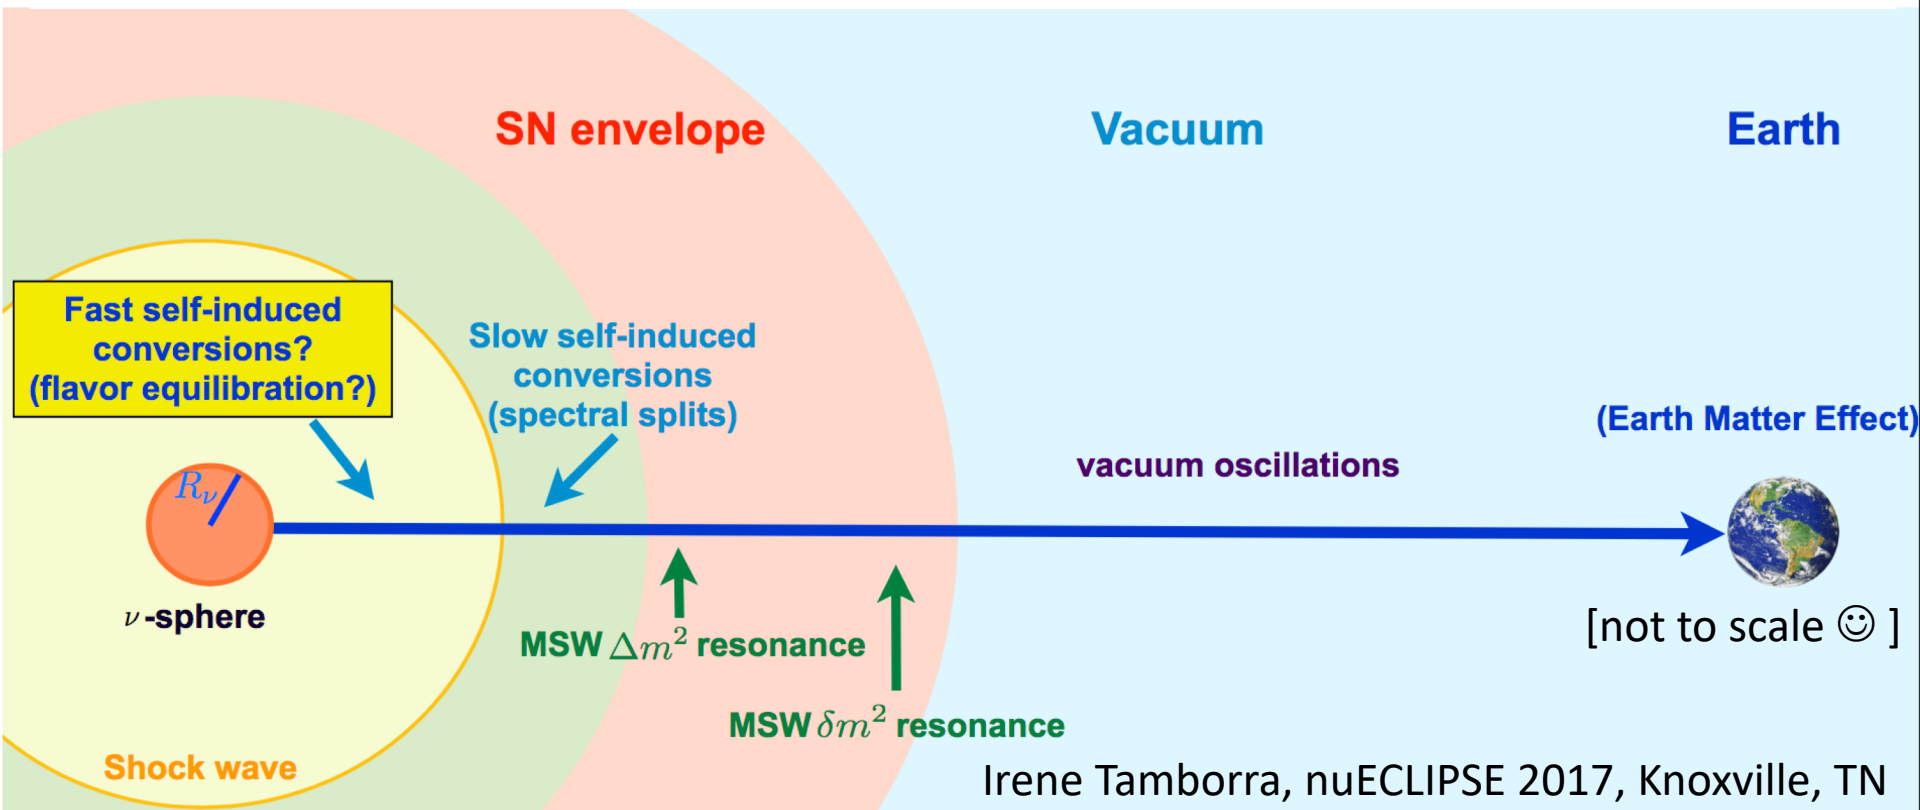 SN envelope
Vacuum
Earth
Fast self-induced
conversions?
(flavor equilibration?)
Slow self-induced
conversions
(spectral splits)
(Earth Matter Effect)
vacuum oscillations
Rν
ν-sphere
[not to scale ☺ ]
MSW Δm² resonance
MSW δm² resonance
Shock wave
Irene Tamborra, nuECLIPSE 2017, Knoxville, TN